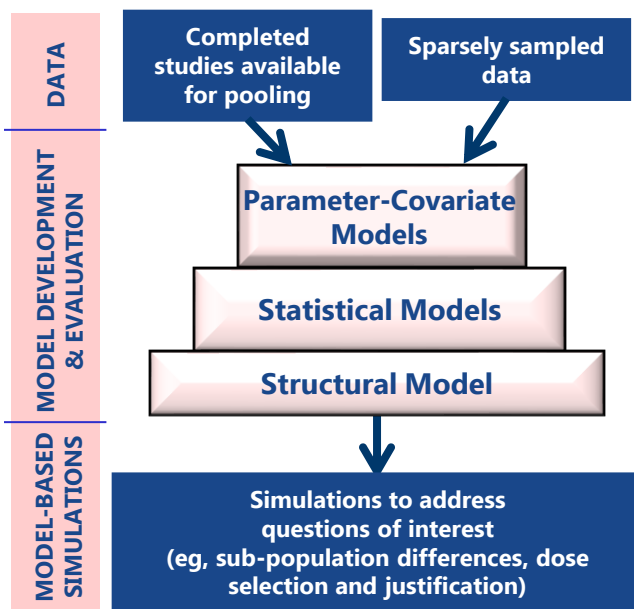 DATA
Completed
studies available
for pooling
Sparsely sampled
data
MODEL DEVELOPMENT
& EVALUATION
Parameter-Covariate
Models
Statistical Models
Structural Model
MODEL-BASED
SIMULATIONS
Simulations to address
questions of interest
(eg, sub-population differences, dose
selection and justification)